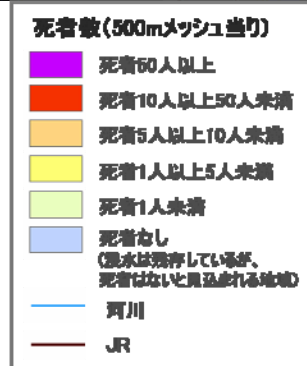 死者数(500mメッシュ当り)
死者50人以上
死者10人以上50人未満
死者5人以上10人未満
死者1人以上5人未満
死者1人未満
死者なし
(浸水は残存しているが、
死者はないと見込まれる地域)
河川
JR